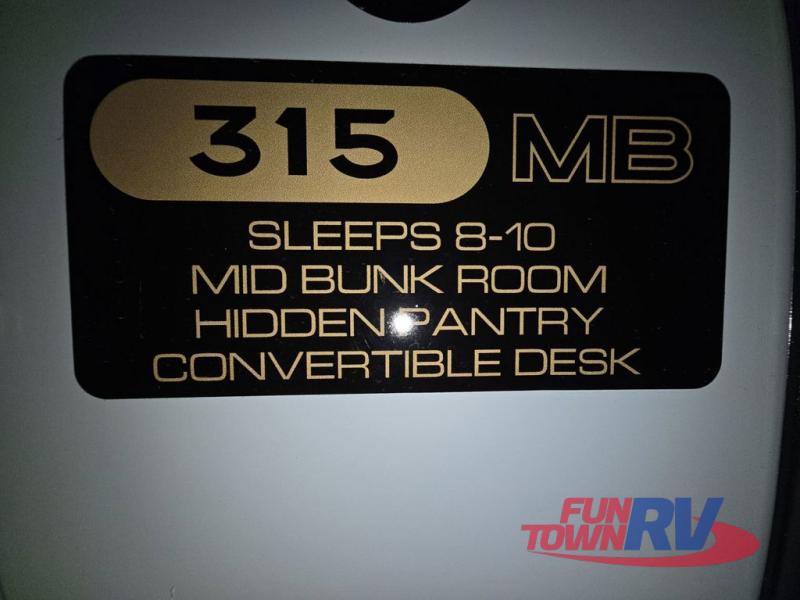 315 MB
SLEEPS 8-10
MID BUNK ROOM
HIDDEN PANTRY
CONVERTIBLE DESK
FUN
TOWN RV